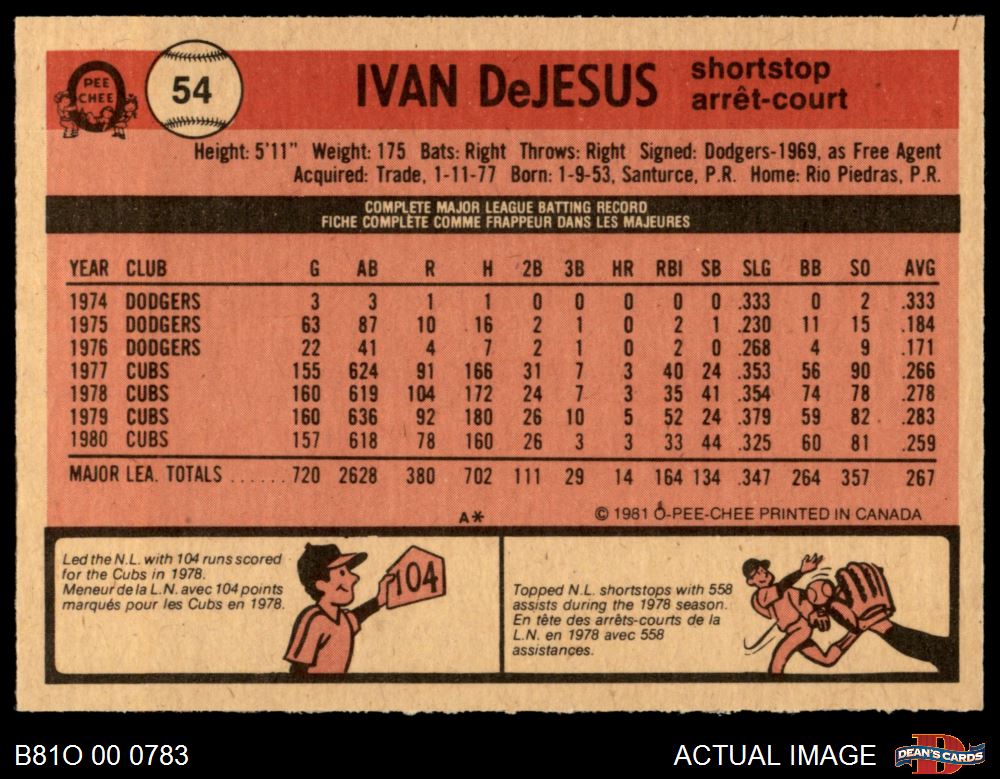 O
PEE
CHEE
54
IVAN DeJESUS
shortstop
arrêt-court
Height: 5'11" Weight: 175 Bats: Right Throws: Right Signed: Dodgers-1969, as Free Agent
Acquired: Trade, 1-11-77 Born: 1-9-53, Santurce, P.R. Home: Rio Piedras, P.R.
COMPLETE MAJOR LEAGUE BATTING RECORD
FICHE COMPLÈTE COMME FRAPPEUR DANS LES MAJEURES
YEAR CLUB G AB R H 2B 3B HR RBI SB SLG BB SO AVG
1974 DODGERS 3 3 1 1 0 0 0 0 0 .333 0 2 .333
1975 DODGERS 63 87 10 16 2 1 0 2 1 .230 11 15 .184
1976 DODGERS 22 41 4 7 2 1 0 2 0 .268 4 9 .171
1977 CUBS 155 624 91 166 31 7 3 40 24 .353 56 90 .266
1978 CUBS 160 619 104 172 24 7 3 35 41 .354 74 78 .278
1979 CUBS 160 636 92 180 26 10 5 52 24 .379 59 82 .283
1980 CUBS 157 618 78 160 26 3 3 33 44 .325 60 81 .259
MAJOR LEA. TOTALS ...... 720 2628 380 702 111 29 14 164 134 .347 264 357 267
A* © 1981 O-PEE-CHEE PRINTED IN CANADA
Led the N.L. with 104 runs scored
for the Cubs in 1978.
Meneur de la L.N. avec 104 points
marqués pour les Cubs en 1978.
104
Topped N.L. shortstops with 558
assists during the 1978 season.
En tête des arrêts-courts de la
L.N. en 1978 avec 558
assistances.
B81O 00 0783
ACTUAL IMAGE
D
DEAN'S CARDS